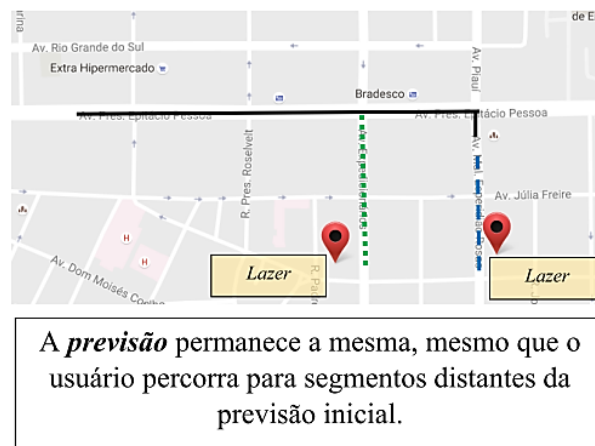 de E
Av. Rio Grande do Sul
Extra Hipermercado
Av. Piauí
Bradesco
Av. Pres. Epitácio Pessoa
Av. Pres. Epitácio Pessoa
R. Pres. Roselvelt
Av. Júlia Freire
H
H
Av. Dom Moisés Coelho
Lazer
Lazer
A previsão permanece a mesma, mesmo que o
usuário percorra para segmentos distantes da
previsão inicial.